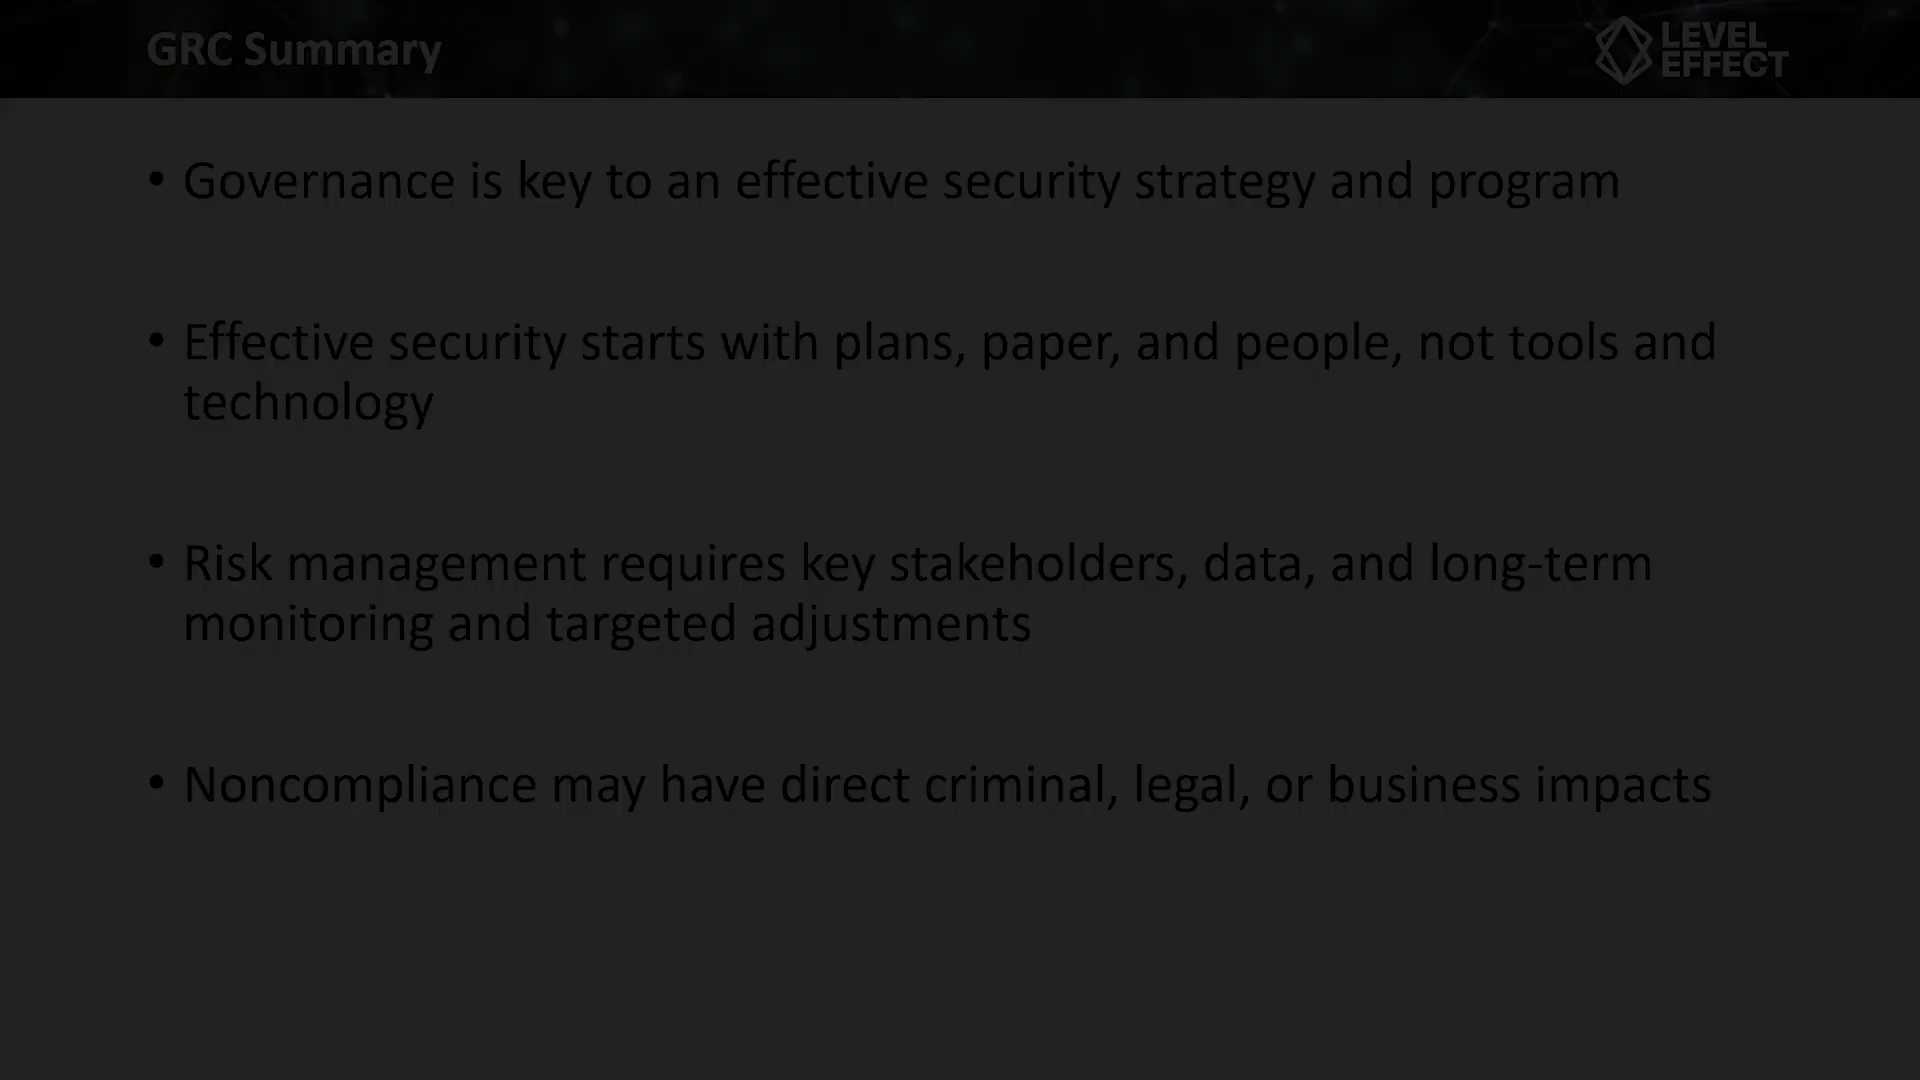 GRC Summary
LEVEL
EFFECT
• Governance is key to an effective security strategy and program
• Effective security starts with plans, paper, and people, not tools and
technology
• Risk management requires key stakeholders, data, and long-term
monitoring and targeted adjustments
• Noncompliance may have direct criminal, legal, or business impacts